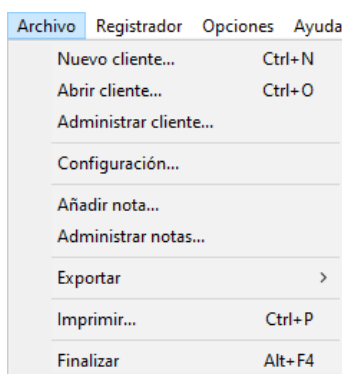 Archivo Registrador Opciones Ayuda
Nuevo cliente... Ctrl+N
Abrir cliente... Ctrl+O
Administrar cliente...
Configuración...
Añadir nota...
Administrar notas...
Exportar >
Imprimir... Ctrl+P
Finalizar Alt+F4